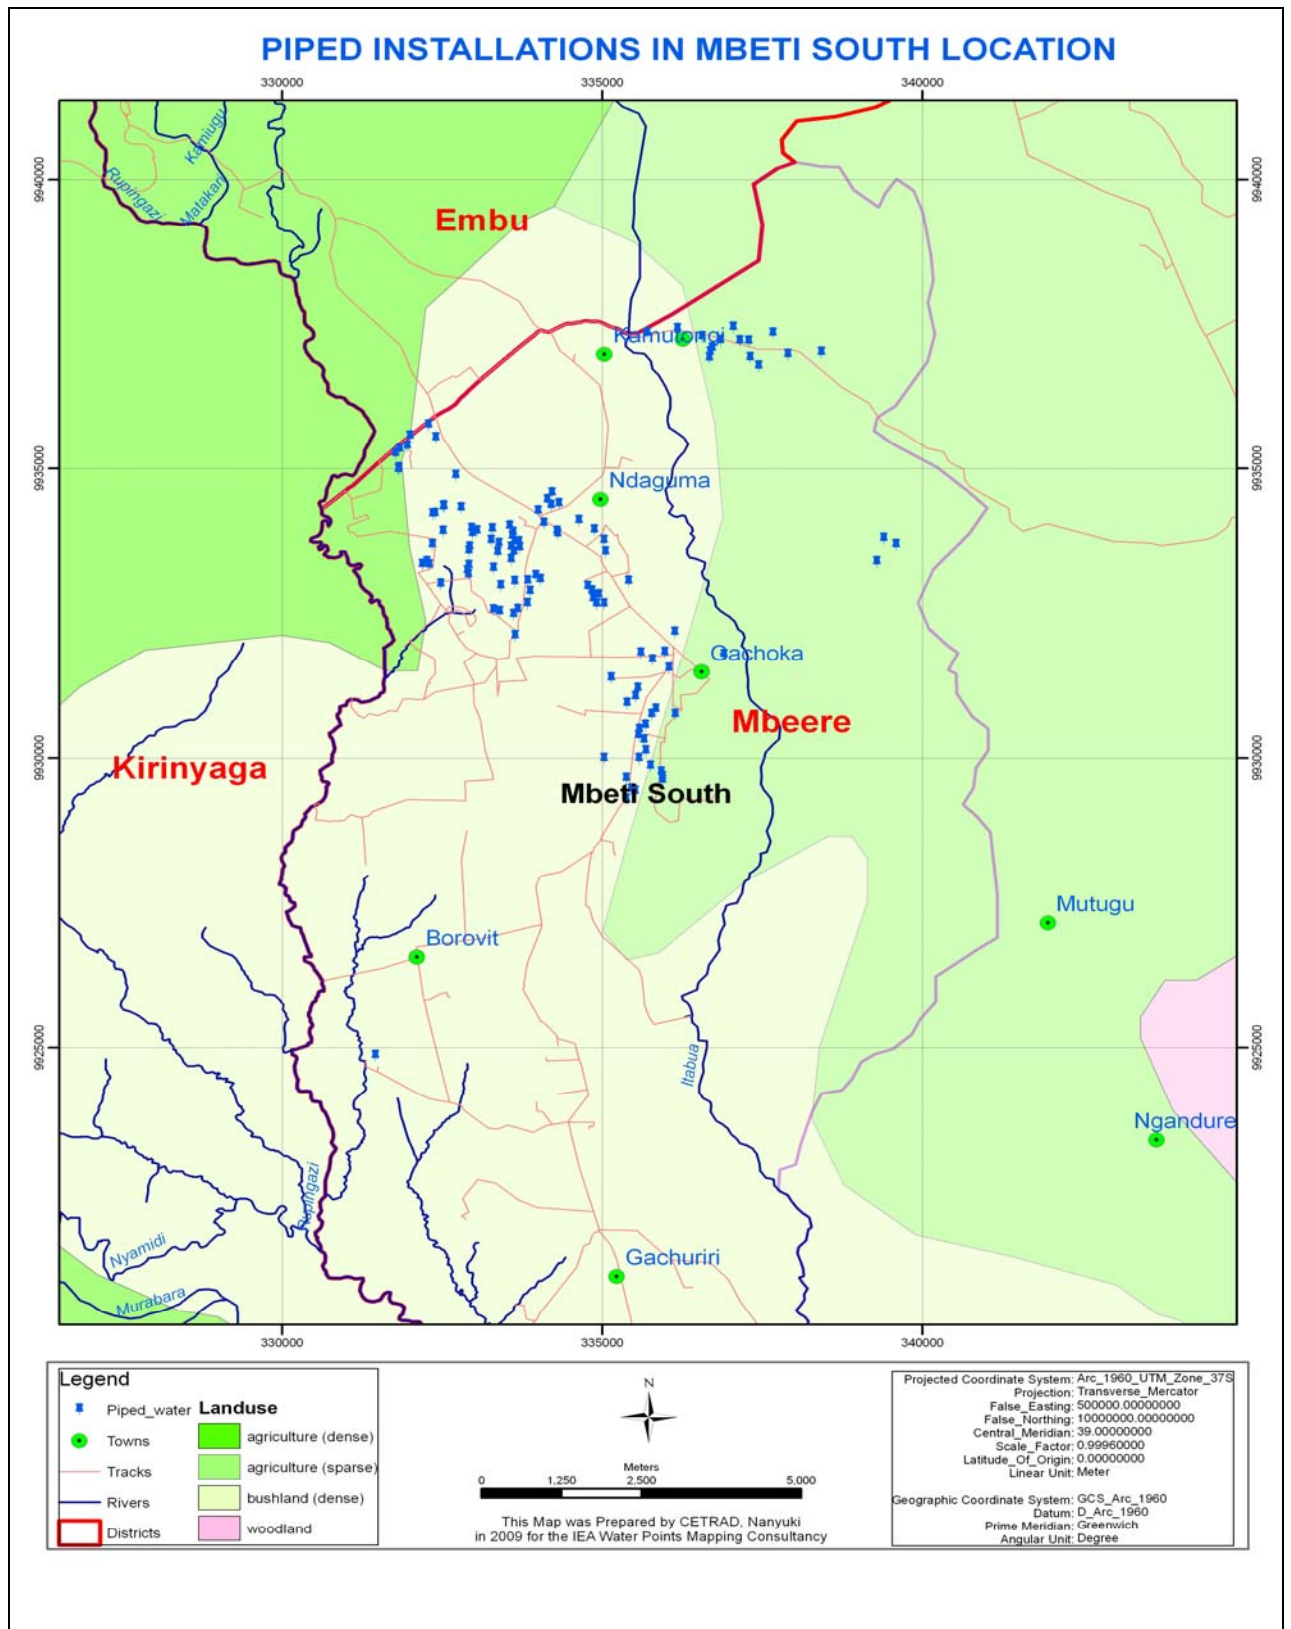 PIPED INSTALLATIONS IN MBETI SOUTH LOCATION
330000
335000
340000
Kamiugu
Rupingazi
Matakari
9940000
9940000
Embu
Kamurongi
9935000
9935000
Ndaguma
Gachoka
Mbeere
Kirinyaga
9930000
9930000
Mbeti South
Mutugu
Borovit
9925000
9925000
Itabua
Ngandure
Rupingazi
Nyamidi
Gachuriri
Murabara
330000
335000
340000
Legend
Piped_water
Towns
Tracks
Rivers
Districts
Landuse
agriculture (dense)
agriculture (sparse)
bushland (dense)
woodland
N
Meters
0 1,250 2,500 5,000
This Map was Prepared by CETRAD, Nanyuki
in 2009 for the IEA Water Points Mapping Consultancy
Projected Coordinate System: Arc_1960_UTM_Zone_37S
Projection: Transverse_Mercator
False_Easting: 500000.00000000
False_Northing: 10000000.00000000
Central_Meridian: 39.00000000
Scale_Factor: 0.99960000
Latitude_Of_Origin: 0.00000000
Linear Unit: Meter
Geographic Coordinate System: GCS_Arc_1960
Datum: D_Arc_1960
Prime Meridian: Greenwich
Angular Unit: Degree